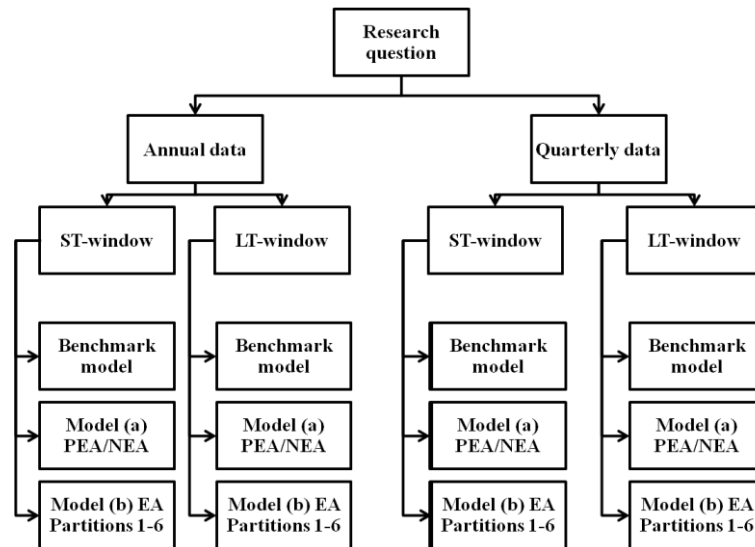 Research
question
Annual data
Quarterly data
ST-window
LT-window
ST-window
LT-window
Benchmark
model
Benchmark
model
Benchmark
model
Benchmark
model
Model (a)
PEA/NEA
Model (a)
PEA/NEA
Model (a)
PEA/NEA
Model (a)
PEA/NEA
Model (b) EA
Partitions 1-6
Model (b) EA
Partitions 1-6
Model (b) EA
Partitions 1-6
Model (b) EA
Partitions 1-6